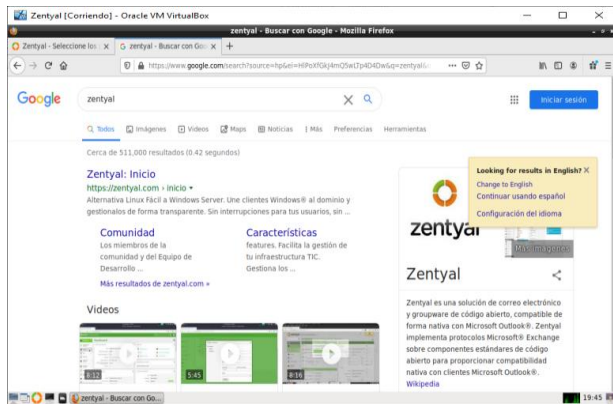 Zentyal [Corriendo] - Oracle VM VirtualBox
zentyal - Buscar con Google - Mozilla Firefox
Zentyal - Seleccione los
zentyal - Buscar con Goo
https://www.google.com/search?source=hp&ei=
Google
zentyal
Iniciar sesión
Todos Imágenes Videos Maps Noticias Más Preferencias Herramientas
Cerca de 511,000 resultados (0.42 segundos)
Looking for results in English?
Change to English
Continuar usando español
Configuración del idioma
Zentyal: Inicio
https://zentyal.com › inicio
Alternativa Linux Fácil a Windows Server. Une clientes Windows® al dominio y
gestionalos de forma transparente. Sin interrupciones para tus usuarios, sin ...
Comunidad
Los miembros de la
comunidad y del Equipo de
Desarrollo ...
Características
features. Facilita la gestión de
tu infraestructura TIC.
Gestiona los ...
Más resultados de zentyal.com »
Videos
8:12
5:45
8:16
zentyal
Más imágenes
Zentyal
Zentyal es una solución de correo electrónico
y groupware de código abierto, compatible de
forma nativa con Microsoft Outlook®. Zentyal
implementa protocolos Microsoft® Exchange
sobre componentes estándares de código
abierto para proporcionar compatibilidad
nativa con clientes Microsoft Outlook®.
Wikipedia
zentyal - Buscar con Go...
19:45